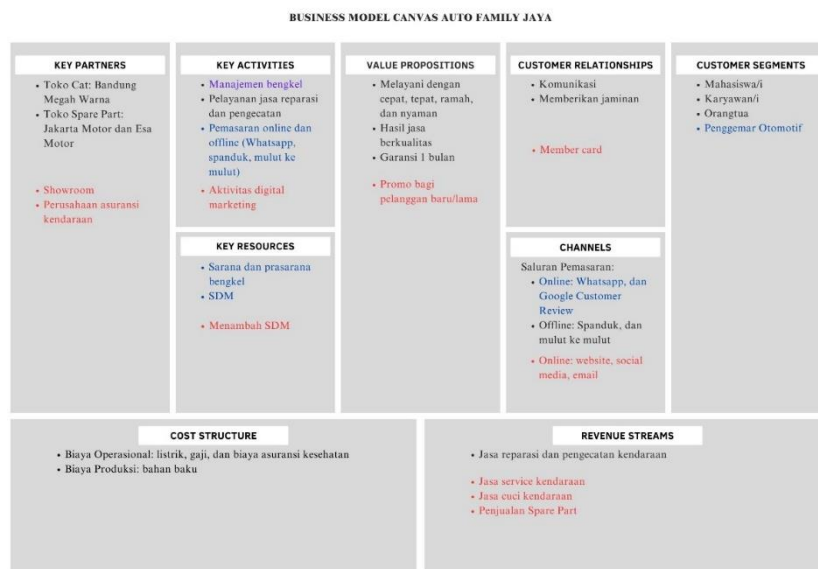 BUSINESS MODEL CANVAS AUTO FAMILY JAYA
KEY PARTNERS
• Toko Cat: Bandung
Megah Warna
• Toko Spare Part:
Jakarta Motor dan Esa
Motor
• Showroom
• Perusahaan asuransi
kendaraan
KEY ACTIVITIES
• Manajemen bengkel
• Pelayanan jasa reparasi
dan pengecatan
• Pemasaran online dan
offline (Whatsapp,
spanduk, mulut ke
mulut)
• Aktivitas digital
marketing
KEY RESOURCES
• Sarana dan prasarana
bengkel
• SDM
• Menambah SDM
VALUE PROPOSITIONS
• Melayani dengan
cepat, tepat, ramah,
dan nyaman
• Hasil jasa
berkualitas
• Garansi 1 bulan
• Promo bagi
pelanggan baru/lama
CUSTOMER RELATIONSHIPS
• Komunikasi
• Memberikan jaminan
• Member card
CHANNELS
Saluran Pemasaran:
• Online: Whatsapp, dan
Google Customer
Review
• Offline: Spanduk, dan
mulut ke mulut
• Online: website, social
media, email
CUSTOMER SEGMENTS
• Mahasiswa/i
• Karyawan/i
• Orangtua
• Penggemar Otomotif
COST STRUCTURE
• Biaya Operasional: listrik, gaji, dan biaya asuransi kesehatan
• Biaya Produksi: bahan baku
REVENUE STREAMS
• Jasa reparasi dan pengecatan kendaraan
• Jasa service kendaraan
• Jasa cuci kendaraan
• Penjualan Spare Part